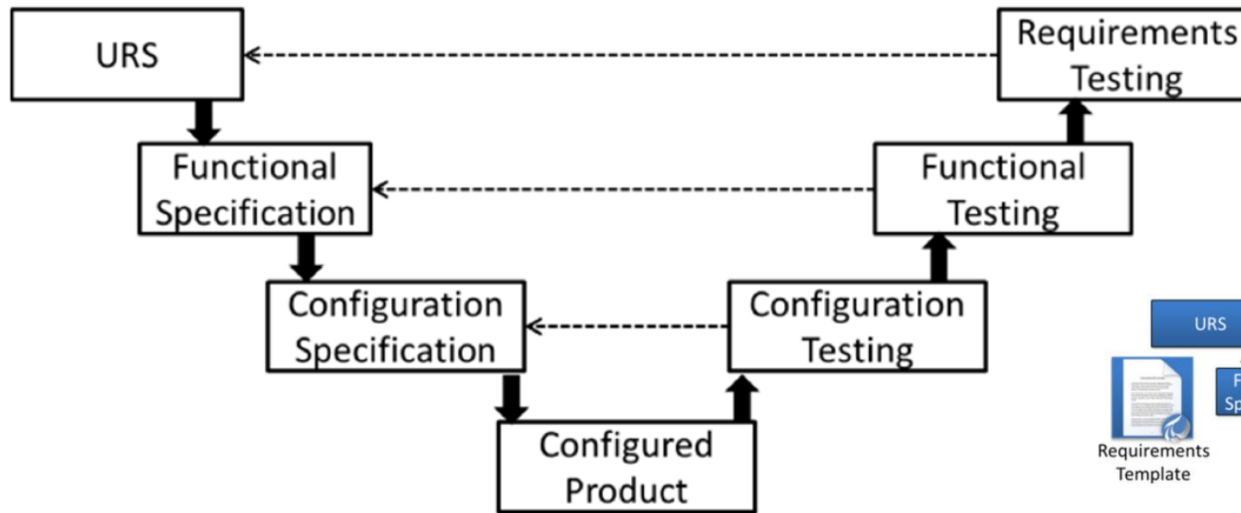 URS
Requirements
Testing
Functional
Specification
Functional
Testing
Configuration
Specification
Configuration
Testing
URS
Configured
Product
Requirements
Template